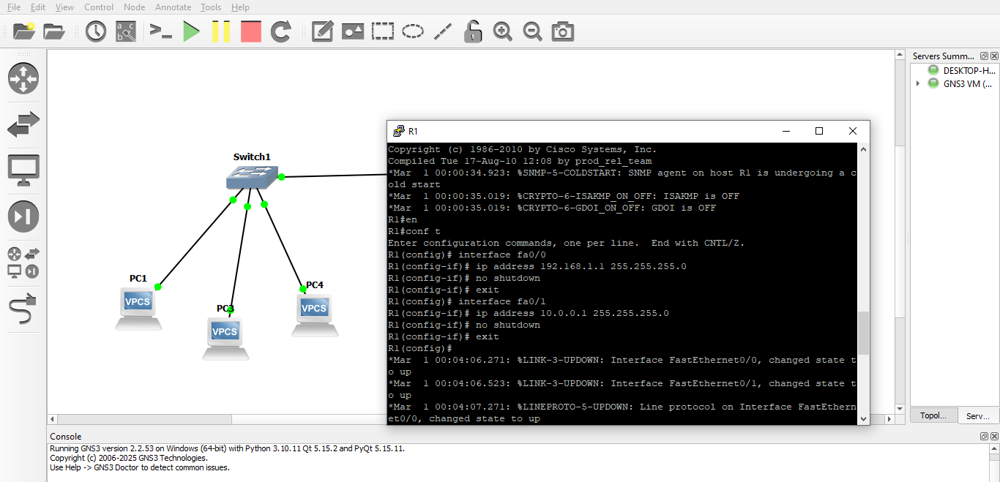 File Edit View Control Node Annotate Tools Help
Servers Summ...
DESKTOP-H...
GNS3 VM (...
Switch1
PC1
VPCS
PC3
VPCS
PC4
VPCS
R1
Copyright (c) 1986-2010 by Cisco Systems, Inc.
Compiled Tue 17-Aug-10 12:08 by prod_rel_team
*Mar  1 00:00:34.923: %SNMP-5-COLDSTART: SNMP agent on host R1 is undergoing a c
old start
*Mar  1 00:00:35.019: %CRYPTO-6-ISAKMP_ON_OFF: ISAKMP is OFF
*Mar  1 00:00:35.019: %CRYPTO-6-GDOI_ON_OFF: GDOI is OFF
R1#en
R1#conf t
Enter configuration commands, one per line.  End with CNTL/Z.
R1(config)# interface fa0/0
R1(config-if)# ip address 192.168.1.1 255.255.255.0
R1(config-if)# no shutdown
R1(config-if)# exit
R1(config)# interface fa0/1
R1(config-if)# ip address 10.0.0.1 255.255.255.0
R1(config-if)# no shutdown
R1(config-if)# exit
R1(config)#
*Mar  1 00:04:06.271: %LINK-3-UPDOWN: Interface FastEthernet0/0, changed state t
o up
*Mar  1 00:04:06.523: %LINK-3-UPDOWN: Interface FastEthernet0/1, changed state t
o up
*Mar  1 00:04:07.271: %LINEPROTO-5-UPDOWN: Line protocol on Interface FastEthern
et0/0, changed state to up
Topol... Serv...
Console
Running GNS3 version 2.2.53 on Windows (64-bit) with Python 3.10.11 Qt 5.15.2 and PyQt 5.15.11.
Copyright (c) 2006-2025 GNS3 Technologies.
Use Help -> GNS3 Doctor to detect common issues.